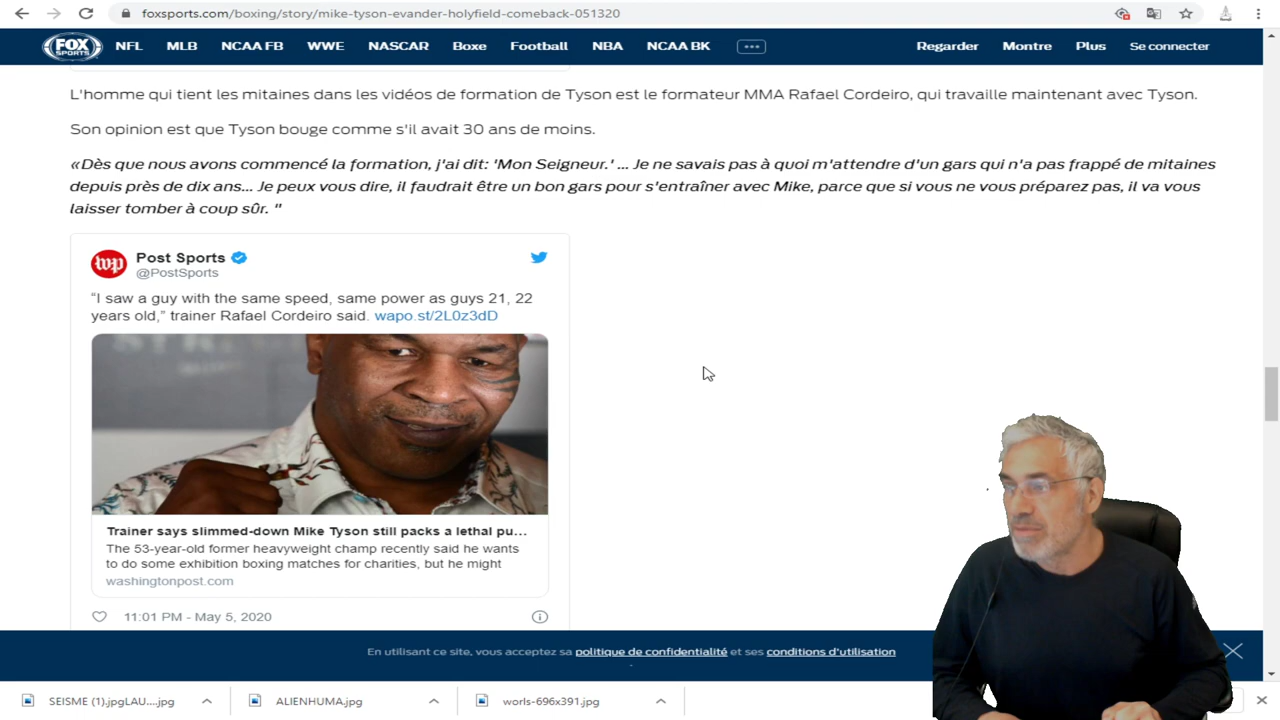 foxsports.com/boxing/story/mike-tyson-evander-holyfield-comeback-051320
FOX SPORTS NFL MLB NCAA FB WWE NASCAR Boxe Football NBA NCAA BK ••• Regarder Montre Plus Se connecter
L'homme qui tient les mitaines dans les vidéos de formation de Tyson est le formateur MMA Rafael Cordeiro, qui travaille maintenant avec Tyson.
Son opinion est que Tyson bouge comme s'il avait 30 ans de moins.
«Dès que nous avons commencé la formation, j'ai dit: 'Mon Seigneur.' ... Je ne savais pas à quoi m'attendre d'un gars qui n'a pas frappé de mitaines
depuis près de dix ans... Je peux vous dire, il faudrait être un bon gars pour s'entraîner avec Mike, parce que si vous ne vous préparez pas, il va vous
laisser tomber à coup sûr. "
wp
Post Sports
@PostSports
“I saw a guy with the same speed, same power as guys 21, 22
years old,” trainer Rafael Cordeiro said. wapo.st/2L0z3dD
Trainer says slimmed-down Mike Tyson still packs a lethal pu...
The 53-year-old former heavyweight champ recently said he wants
to do some exhibition boxing matches for charities, but he might
washingtonpost.com
11:01 PM - May 5, 2020
En utilisant ce site, vous acceptez sa politique de confidentialité et ses conditions d'utilisation
.
SEISME (1).jpgLAU....jpg ALIENHUMA.jpg worls-696x391.jpg